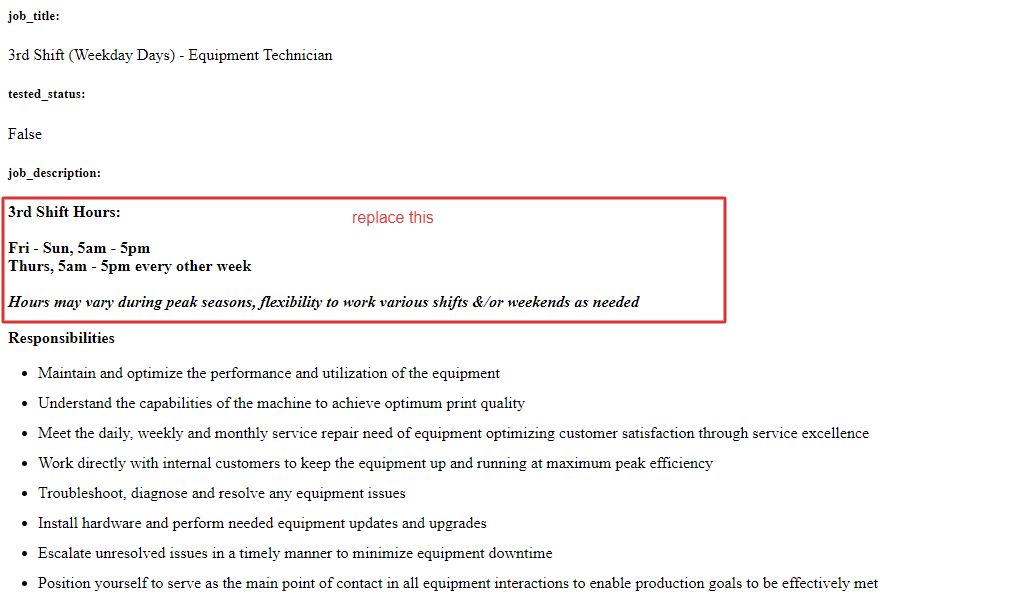 job_title:
3rd Shift (Weekday Days) - Equipment Technician
tested_status:
False
job_description:
3rd Shift Hours:
replace this
Fri - Sun, 5am - 5pm
Thurs, 5am - 5pm every other week
Hours may vary during peak seasons, flexibility to work various shifts &/or weekends as needed
Responsibilities
• Maintain and optimize the performance and utilization of the equipment
• Understand the capabilities of the machine to achieve optimum print quality
• Meet the daily, weekly and monthly service repair need of equipment optimizing customer satisfaction through service excellence
• Work directly with internal customers to keep the equipment up and running at maximum peak efficiency
• Troubleshoot, diagnose and resolve any equipment issues
• Install hardware and perform needed equipment updates and upgrades
• Escalate unresolved issues in a timely manner to minimize equipment downtime
• Position yourself to serve as the main point of contact in all equipment interactions to enable production goals to be effectively met